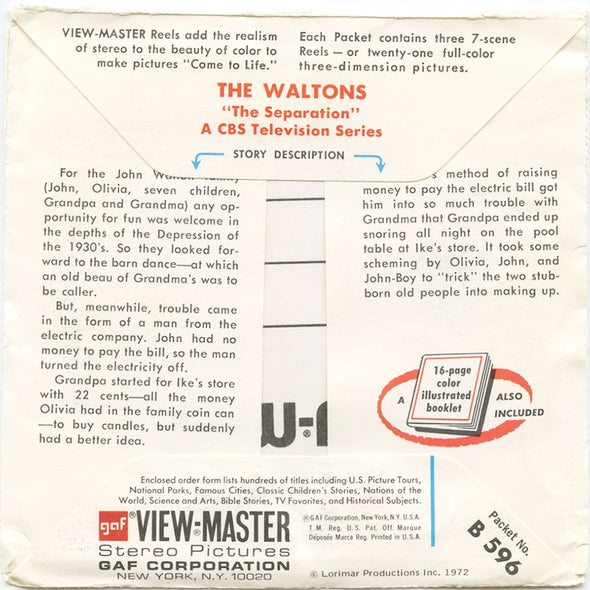 VIEW-MASTER Reels add the realism
of stereo to the beauty of color to
make pictures "Come to Life."
Each Packet contains three 7-scene
Reels — or twenty-one full-color
three-dimension pictures.
THE WALTONS
"The Separation"
A CBS Television Series
STORY DESCRIPTION
For the John
(John, Olivia, seven children,
Grandpa and Grandma) any op-
portunity for fun was welcome in
the depths of the Depression of
the 1930's. So they looked for-
ward to the barn dance—at which
an old beau of Grandma's was to
be caller.
But, meanwhile, trouble came
in the form of a man from the
electric company. John had no
money to pay the bill, so the man
turned the electricity off.
Grandpa started for Ike's store
with 22 cents—all the money
Olivia had in the family coin can
—to buy candles, but suddenly
had a better idea.
s method of raising
money to pay the electric bill got
him into so much trouble with
Grandma that Grandpa ended up
snoring all night on the pool
table at Ike's store. It took some
scheming by Olivia, John, and
John-Boy to "trick" the two stub-
born old people into making up.
A
16-page
color
illustrated
booklet
ALSO
INCLUDED
Enclosed order form lists hundreds of titles including U.S. Picture Tours,
National Parks, Famous Cities, Classic Children's Stories, Nations of the
World, Science and Arts, Bible Stories, TV Favorites, and Historical Subjects.
gaf ® VIEW-MASTER
Stereo Pictures
GAF CORPORATION
NEW YORK, N.Y. 10020
®GAF Corporation, New York, N.Y. U.S.A.
T. M. Reg. U.S. Pat. Off. Marque
Déposée Marca Reg. Printed in U.S.A.
© Lorimar Productions Inc. 1972
Packet No.
B 596